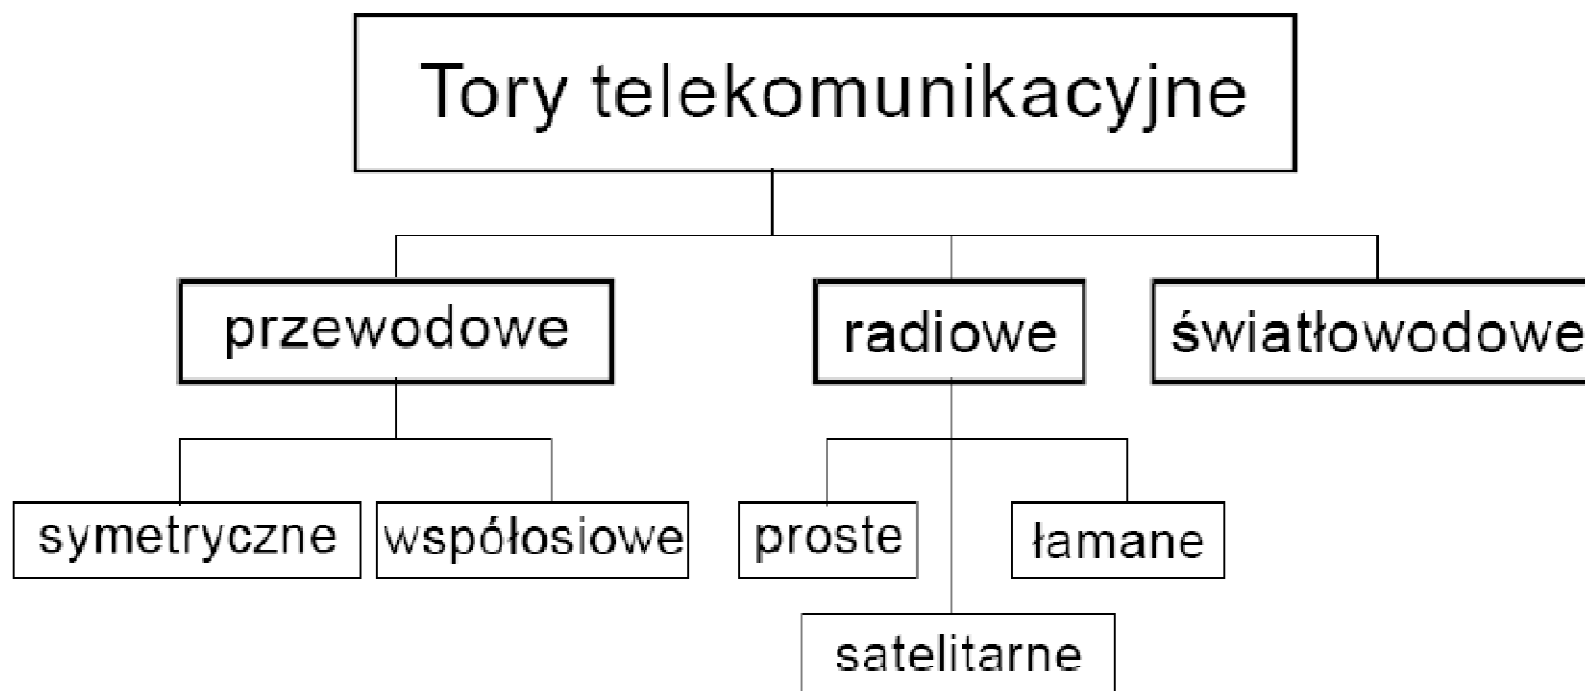 Tory telekomunikacyjne
przewodowe
radiowe
światłowodowe
symetryczne
współosiowe
proste
łamane
satelitarne